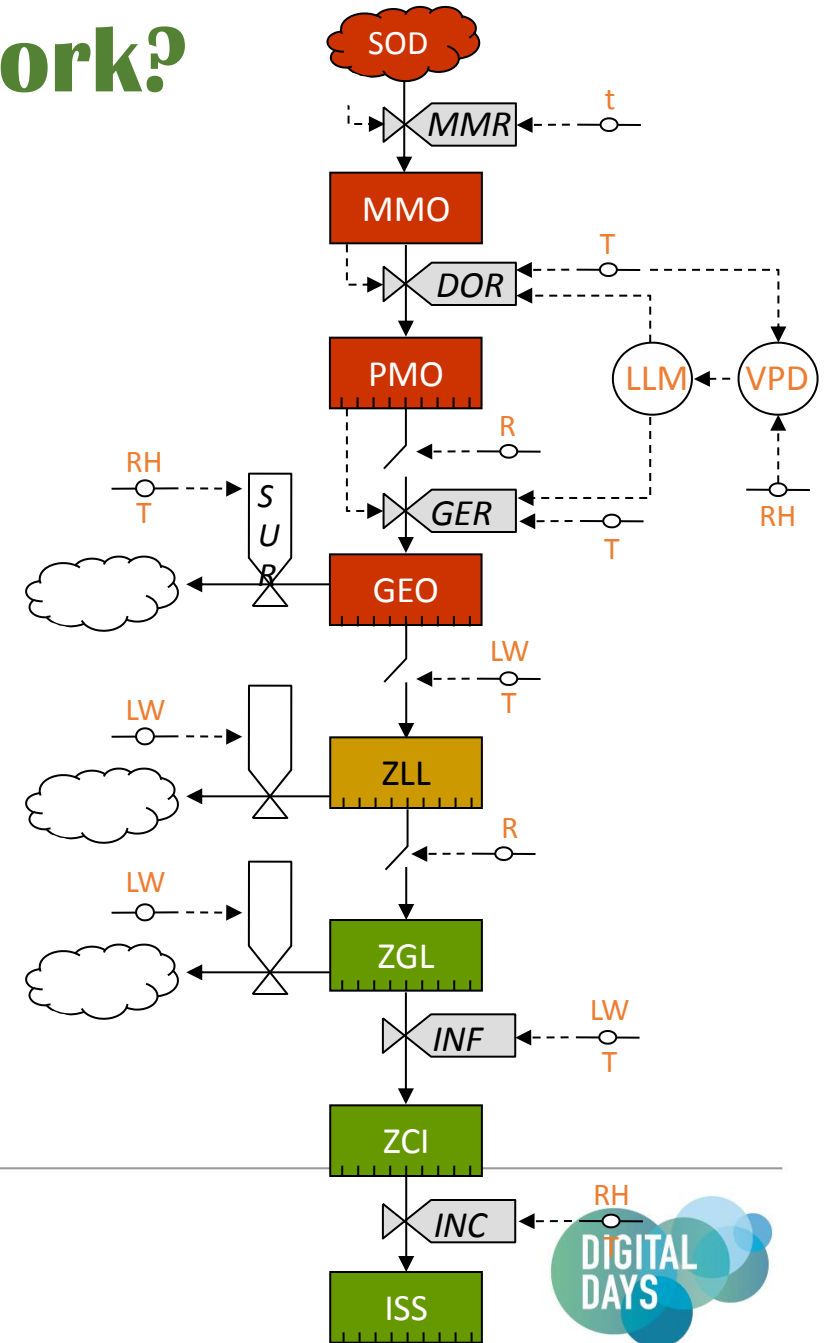 ork?
SOD
t
MMR
MMO
T
DOR
PMO
LLM
VPD
R
RH
T
S
U
R
GER
T
RH
GEO
LW
T
LW
ZLL
R
LW
ZGL
LW
T
INF
ZCI
RH
T
INC
DIGITAL
DAYS
ISS